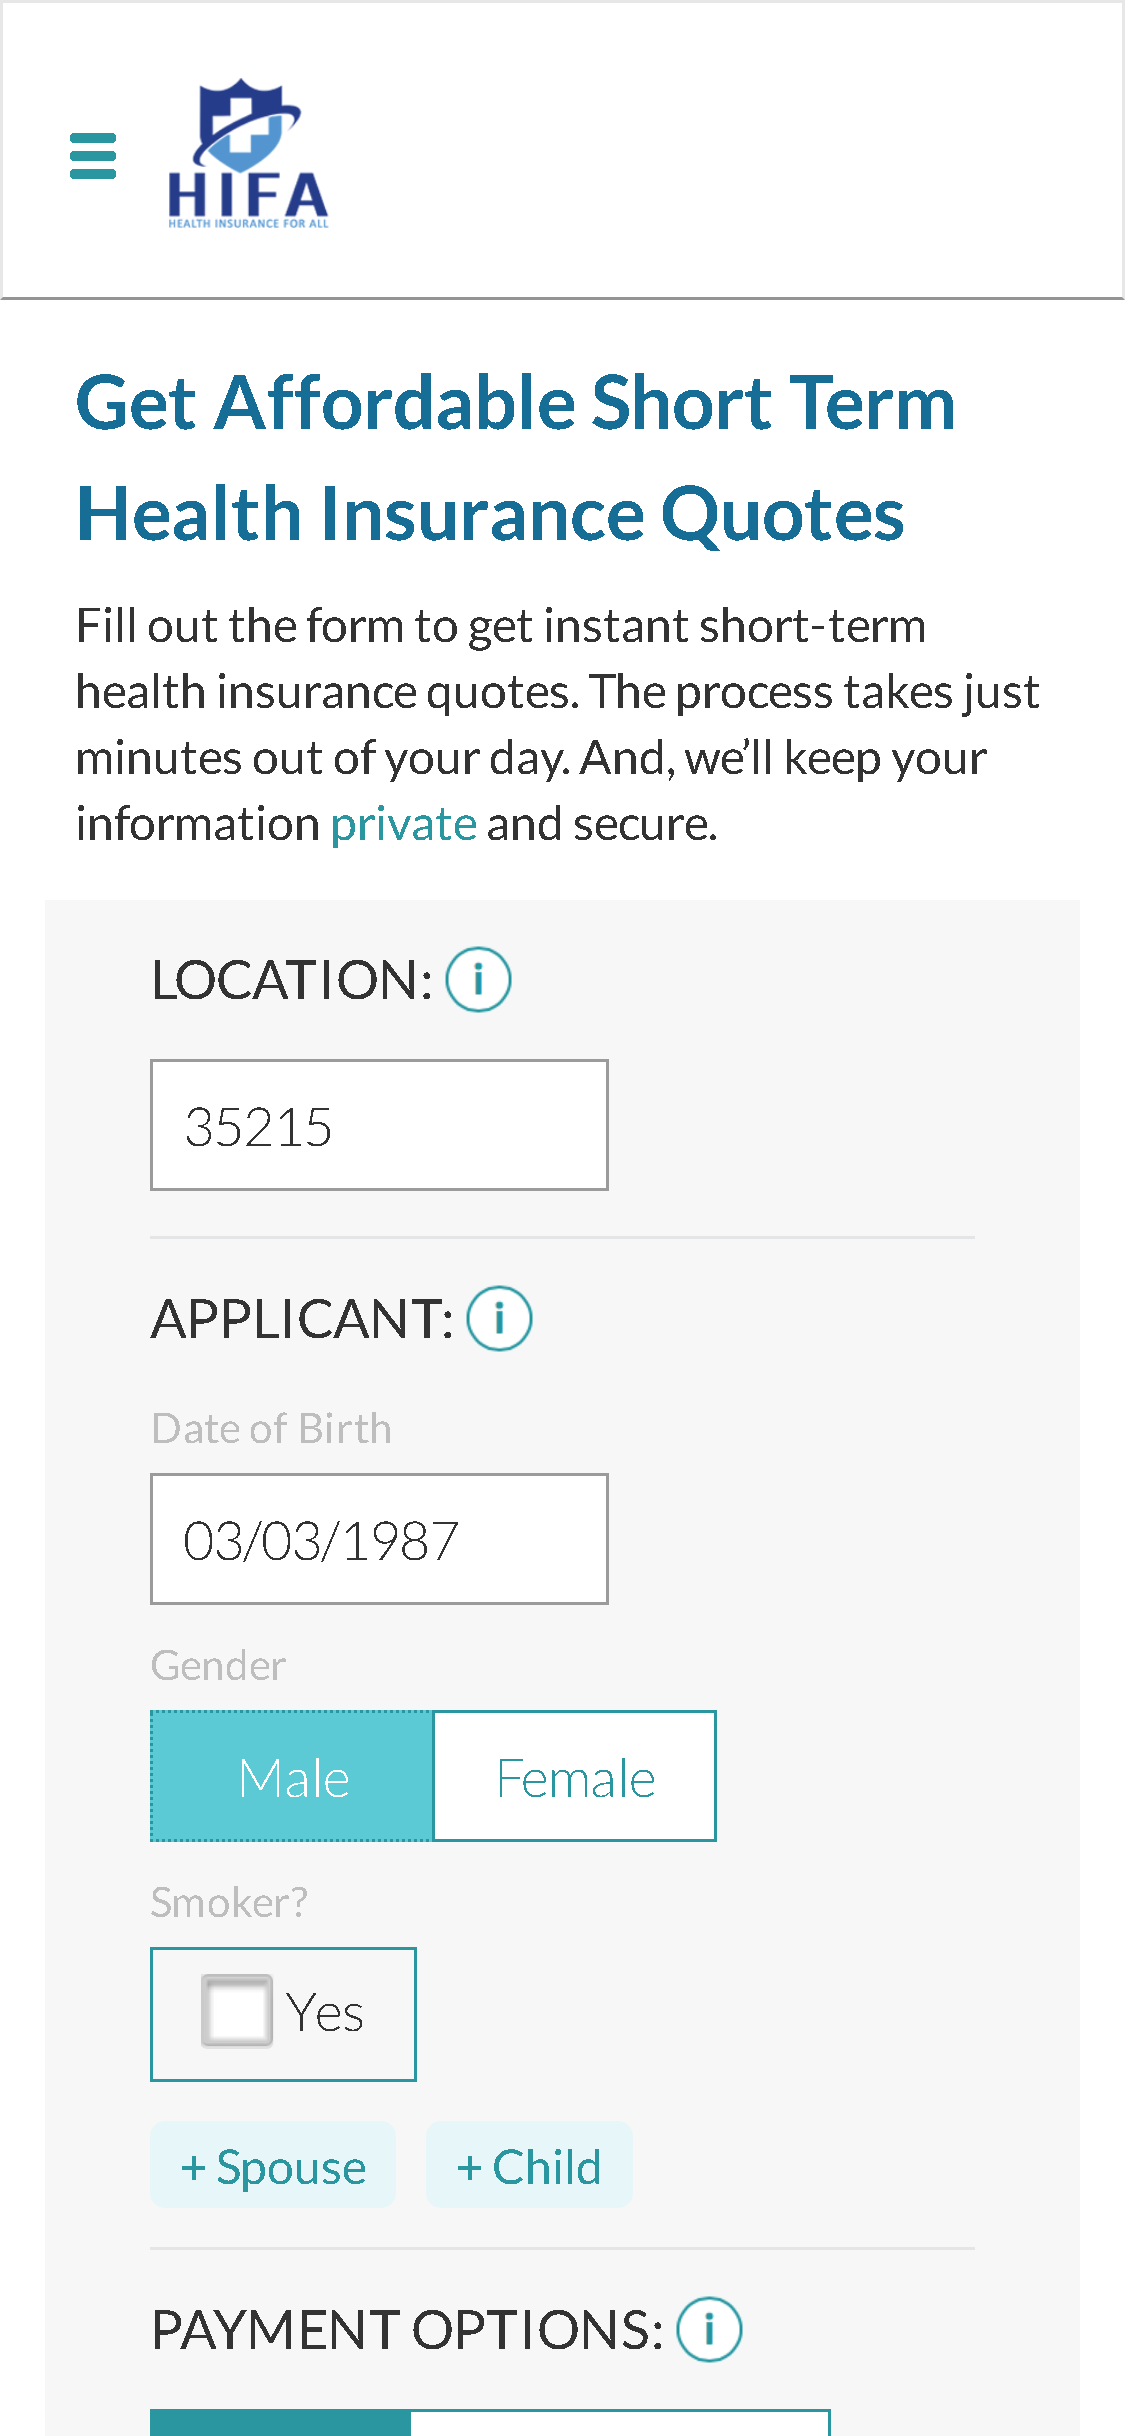 HIFA
HEALTH INSURANCE FOR ALL
Get Affordable Short Term
Health Insurance Quotes
Fill out the form to get instant short-term
health insurance quotes. The process takes just
minutes out of your day. And, we’ll keep your
information private and secure.
LOCATION: i
35215
APPLICANT: i
Date of Birth
03/03/1987
Gender
Male Female
Smoker?
Yes
+ Spouse + Child
PAYMENT OPTIONS: i